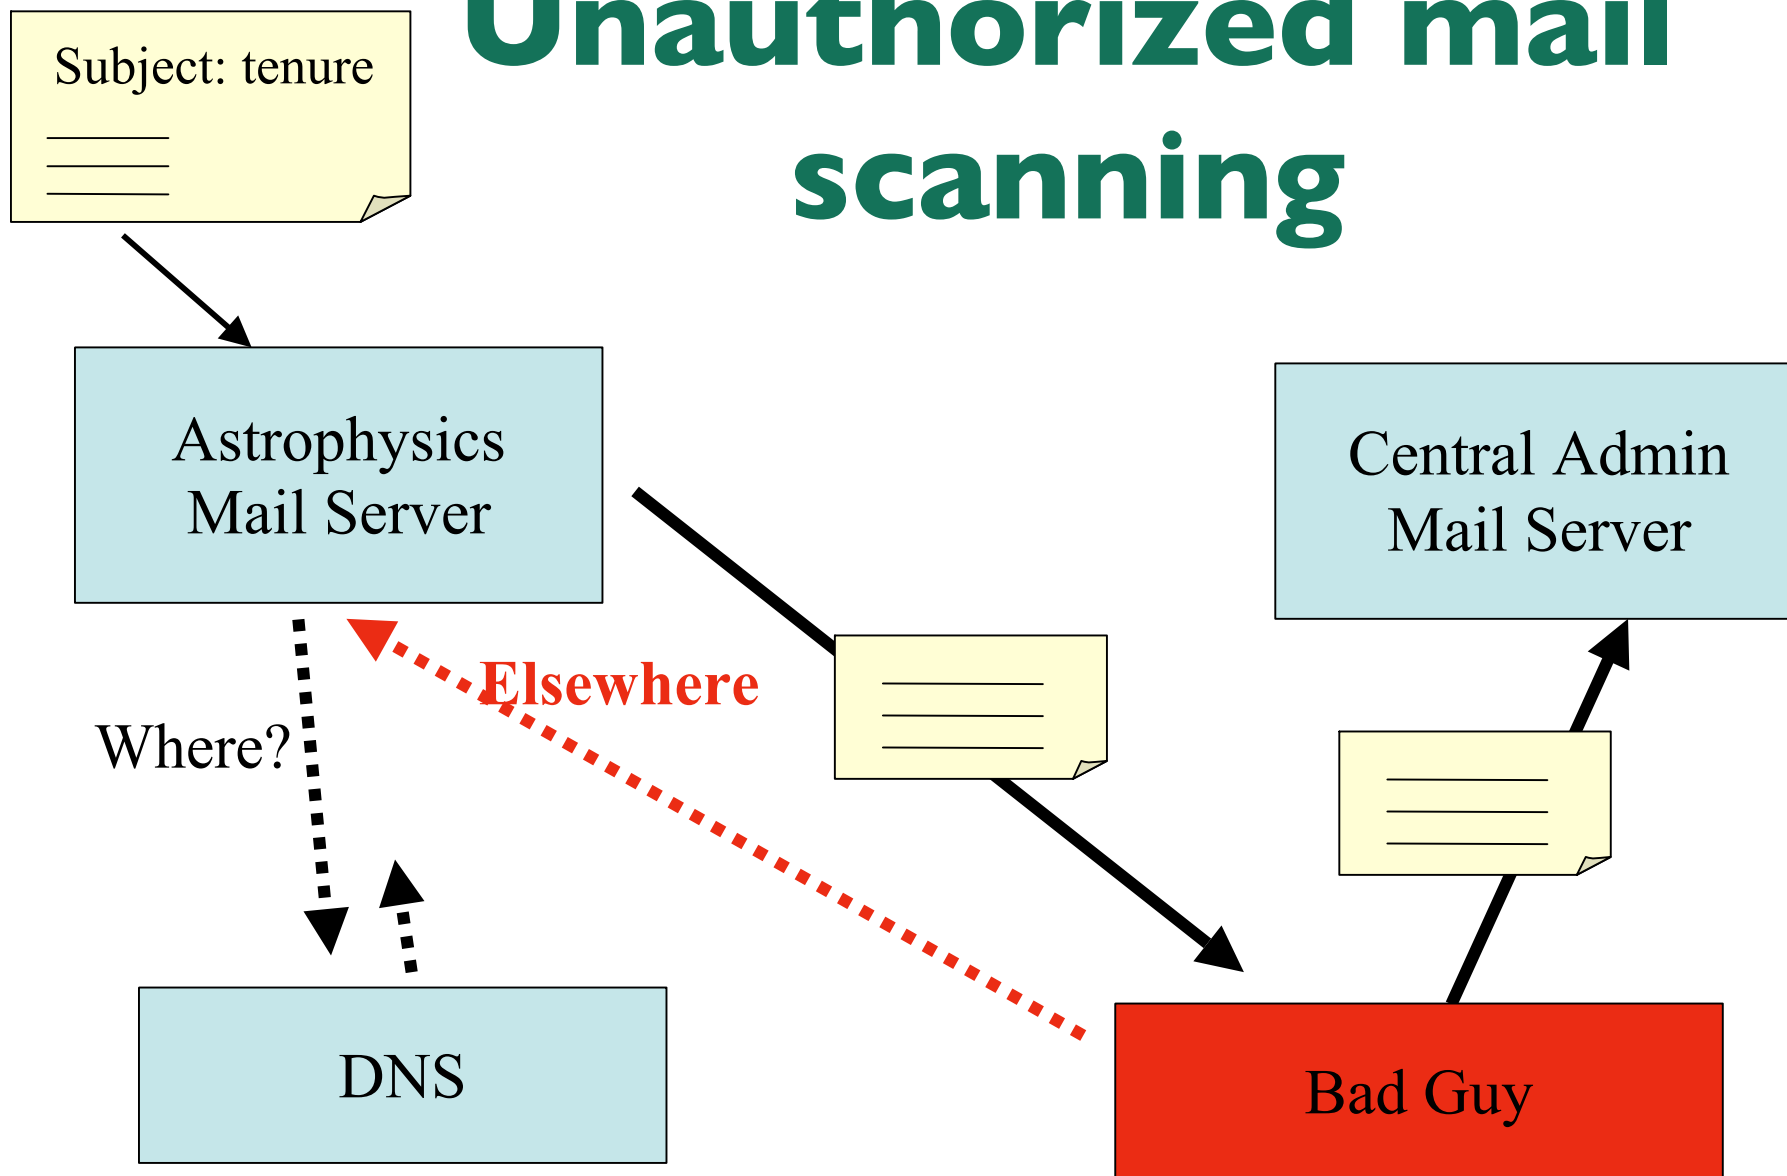 Unauthorized mail
scanning
Subject: tenure
Astrophysics
Mail Server
Central Admin
Mail Server
Elsewhere
Where?
DNS
Bad Guy